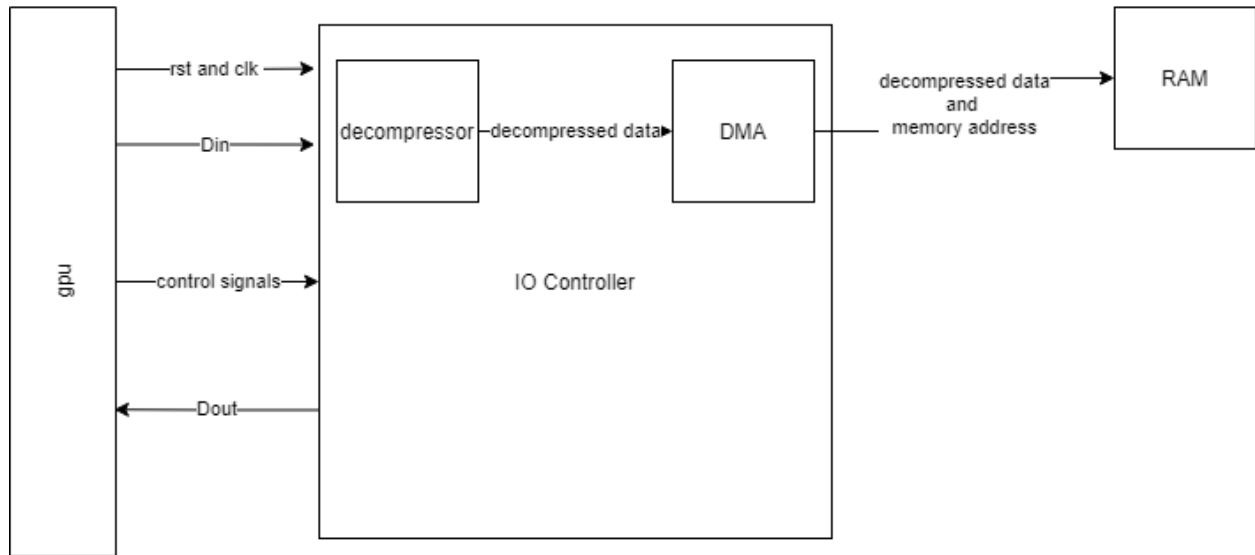 rst and clk
Din
control signals
Dout
gpu
decompressor
decompressed data
DMA
IO Controller
decompressed data
and
memory address
RAM